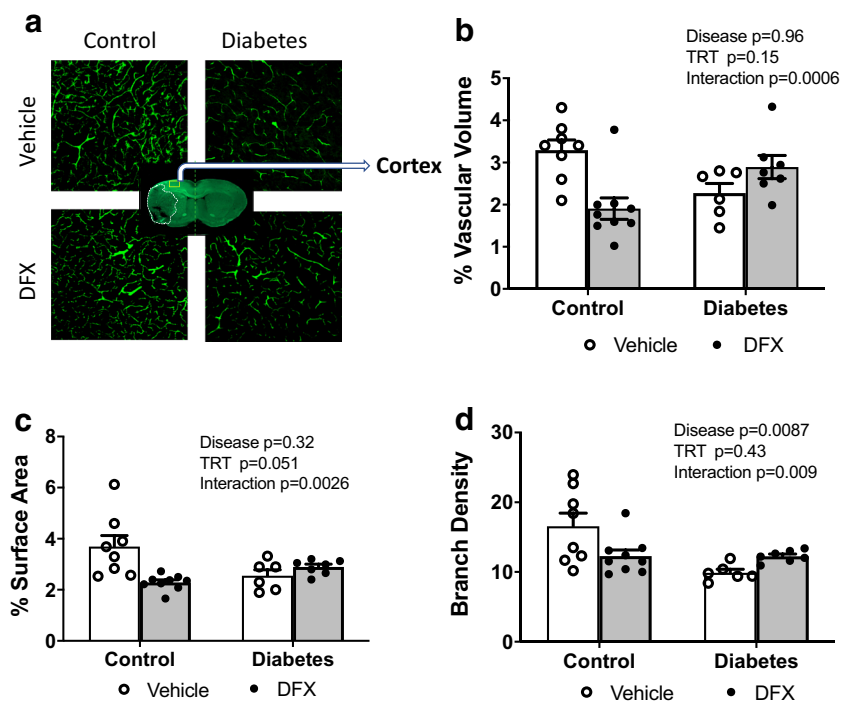 a
Control Diabetes
Vehicle
DFX
Cortex
b
Disease p=0.96
TRT p=0.15
Interaction p=0.0006
% Vascular Volume
5
4
3
2
1
0
Control Diabetes
Vehicle DFX
c
Disease p=0.32
TRT p=0.051
Interaction p=0.0026
% Surface Area
8
6
4
2
0
Control Diabetes
Vehicle DFX
d
Disease p=0.0087
TRT p=0.43
Interaction p=0.009
Branch Density
30
20
10
0
Control Diabetes
Vehicle DFX